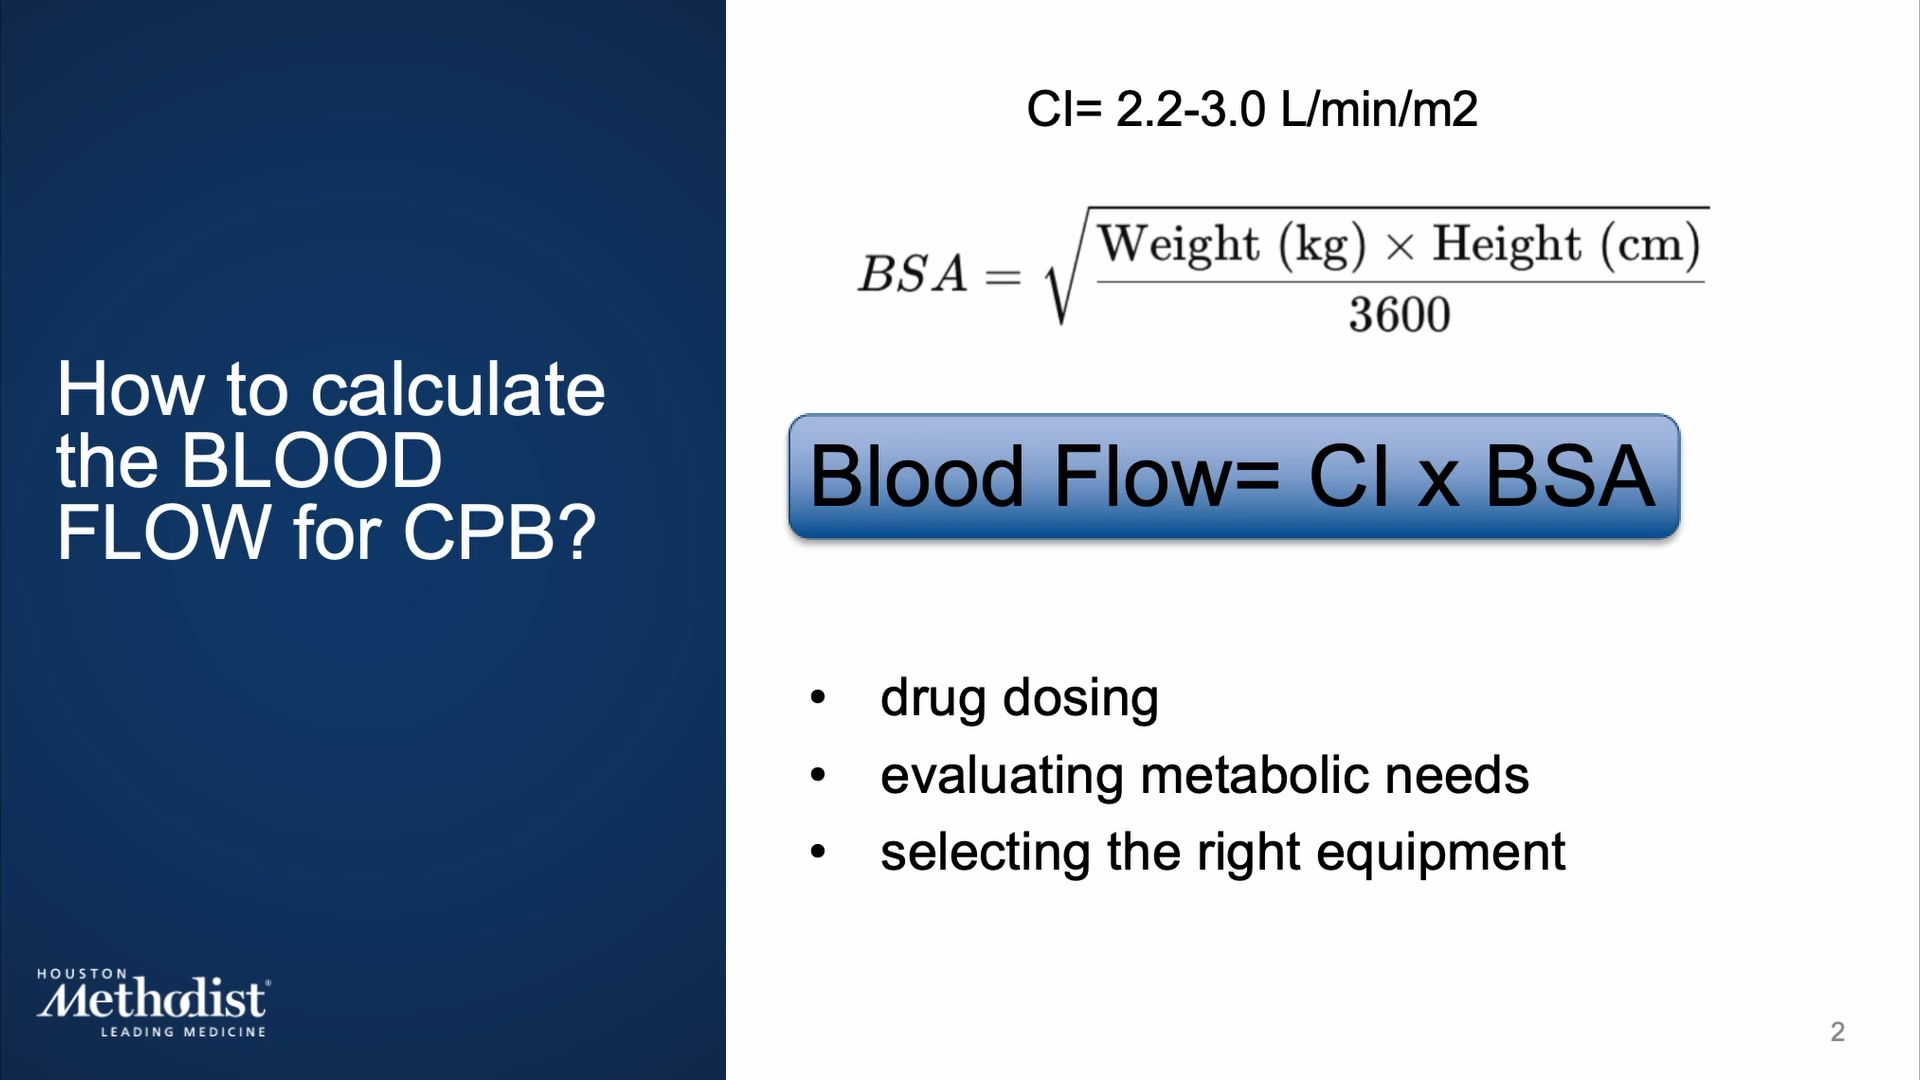 How to calculate
the BLOOD
FLOW for CPB?
HOUSTON
Methodist®
LEADING MEDICINE
CI= 2.2-3.0 L/min/m2
BSA = √(Weight (kg) × Height (cm) / 3600)
Blood Flow= CI x BSA
• drug dosing
• evaluating metabolic needs
• selecting the right equipment
2